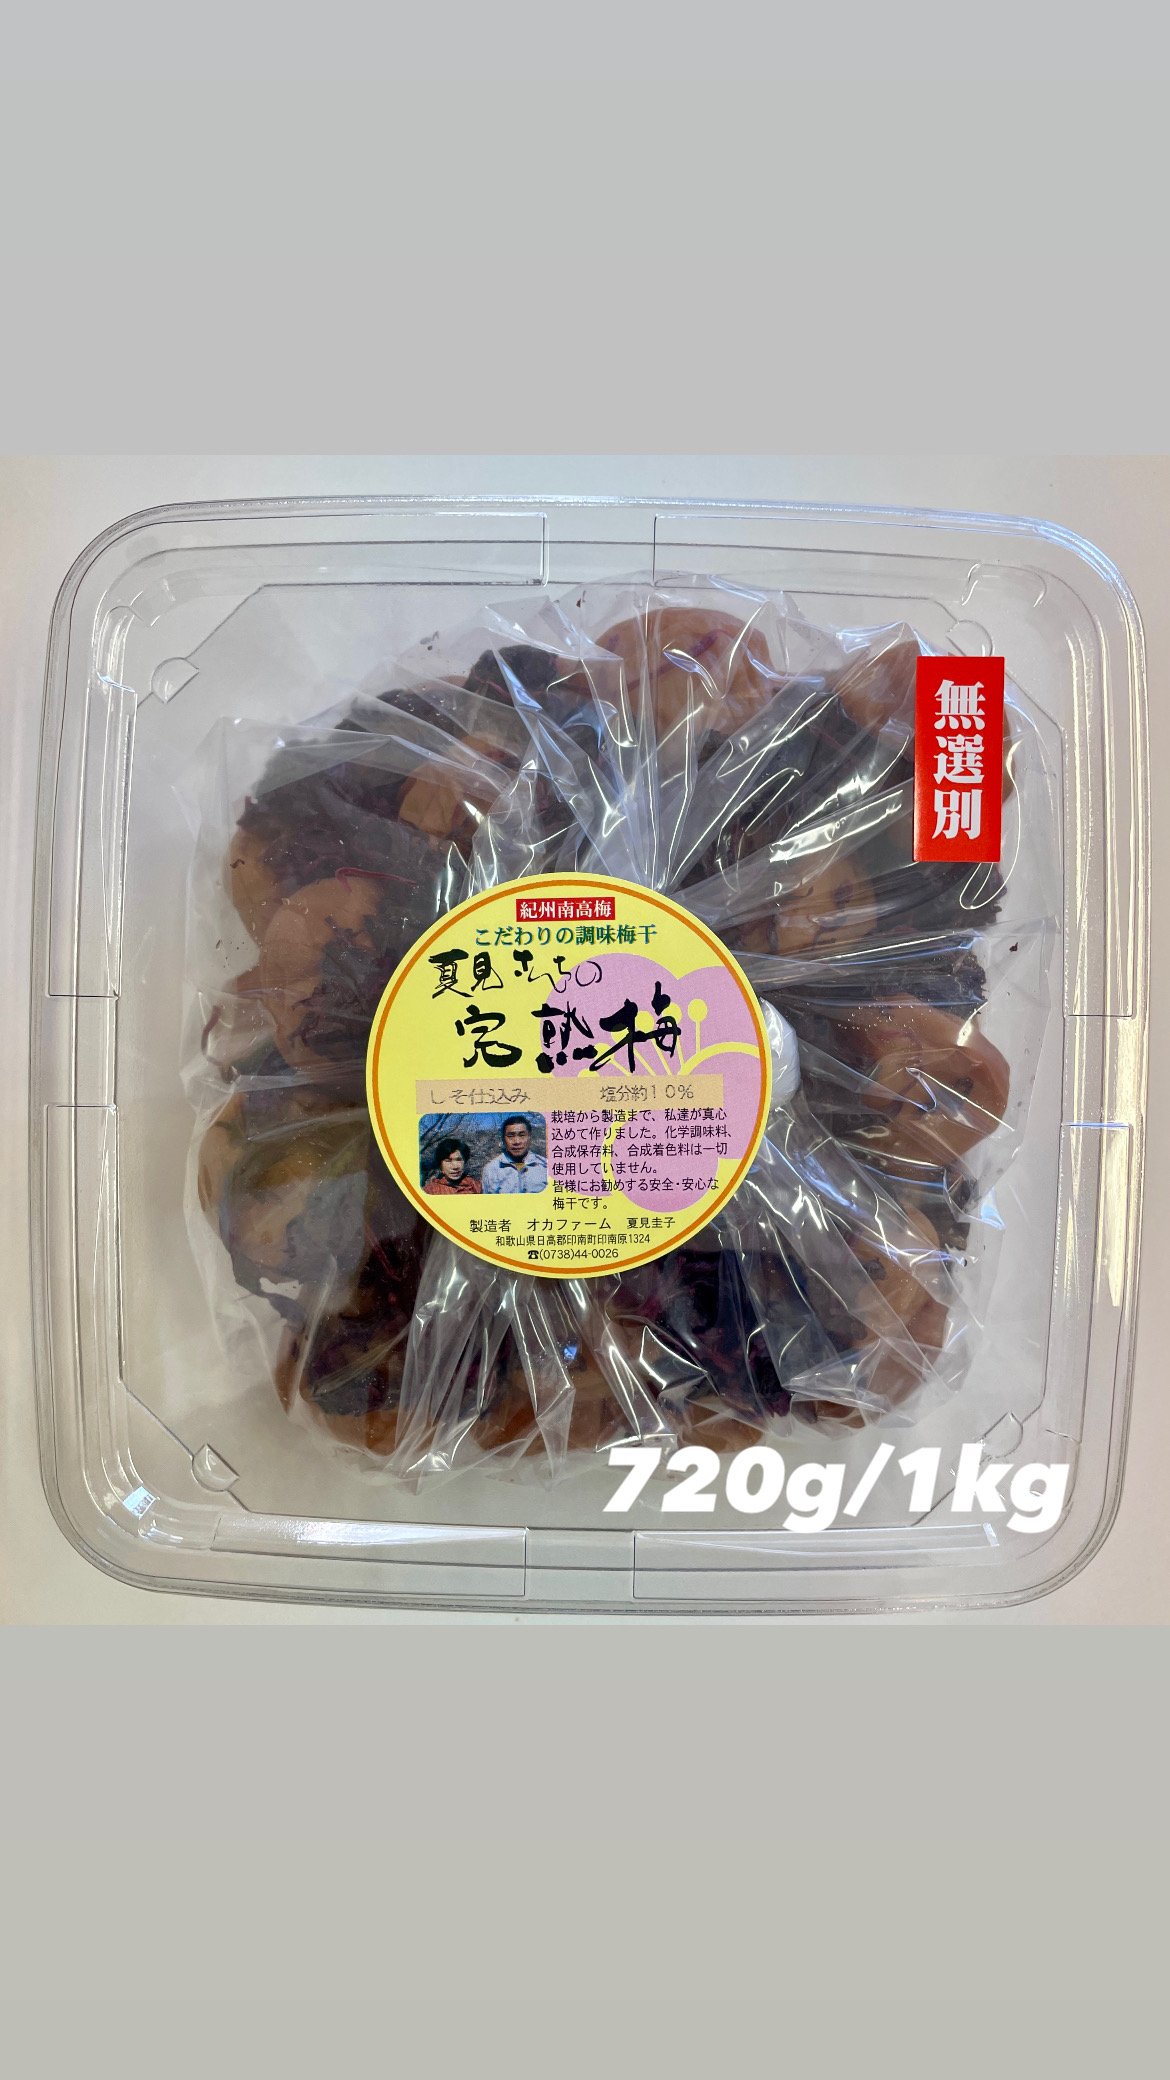 無選別
紀州南高梅
こだわりの調味梅干
夏見さんちの
完熟梅
しそ仕込み 塩分約10%
栽培から製造まで、私達が真心
込めて作りました。化学調味料、
合成保存料、合成着色料は一切
使用していません。
皆様にお勧めする安全・安心な
梅干です。
製造者 オカファーム 夏見圭子
和歌山県日高郡印南町印南原1324
☎(0738)44-0026
720g/1kg